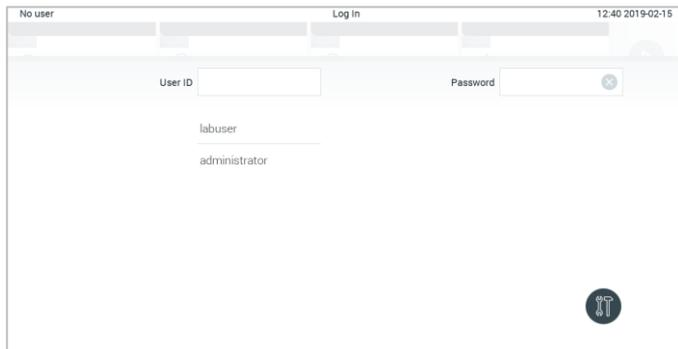 No user Log In 12:40 2019-02-15
User ID Password
labuser
administrator